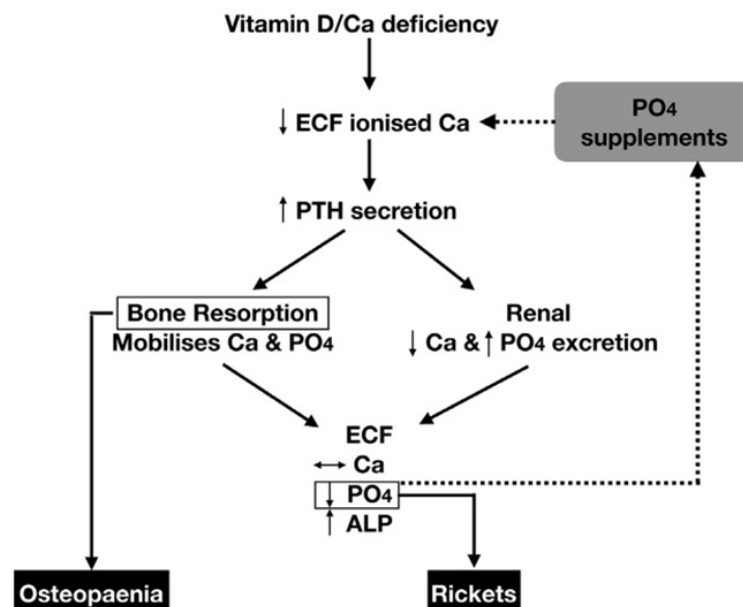 Vitamin D/Ca deficiency
↓ ECF ionised Ca
PO4
supplements
↑ PTH secretion
Bone Resorption
Mobilises Ca & PO4
Renal
↓ Ca & ↑ PO4 excretion
ECF
↔ Ca
↓ PO4
↑ ALP
Osteopaenia
Rickets